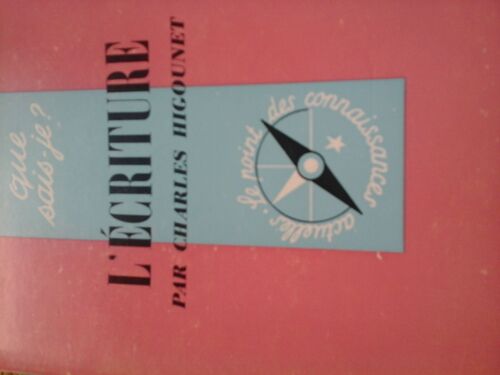 Que
sais-je?
L'ÉCRITURE
PAR CHARLES HIGOUNET
le point des connaissances actuelles